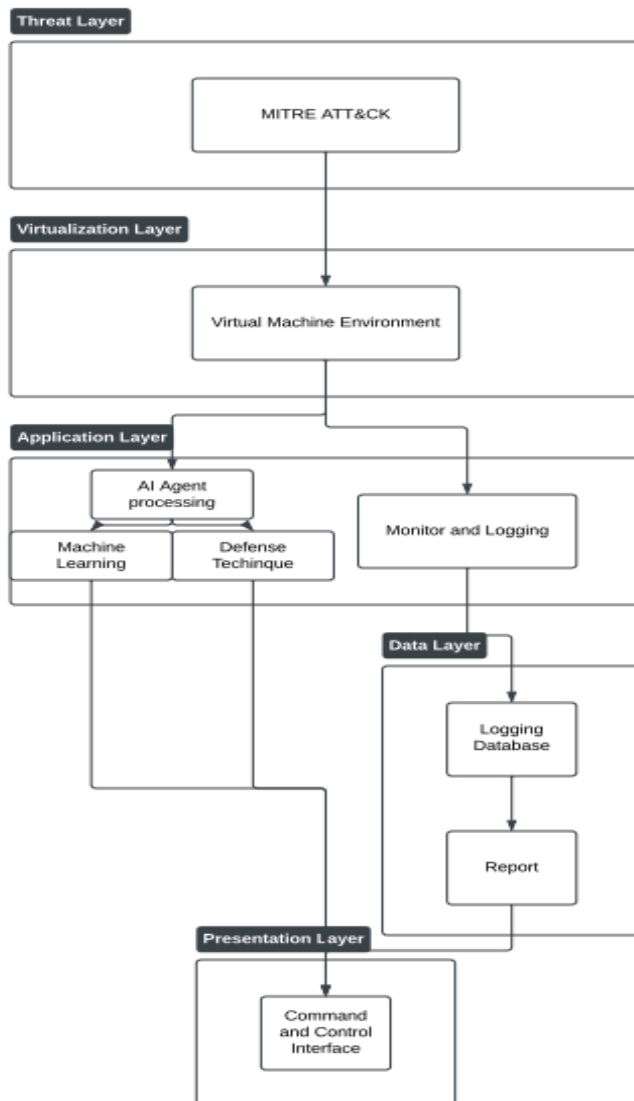 Threat Layer
MITRE ATT&CK
Virtualization Layer
Virtual Machine Environment
Application Layer
AI Agent
processing
Machine
Learning
Defense
Techinque
Monitor and Logging
Data Layer
Logging
Database
Report
Presentation Layer
Command
and Control
Interface